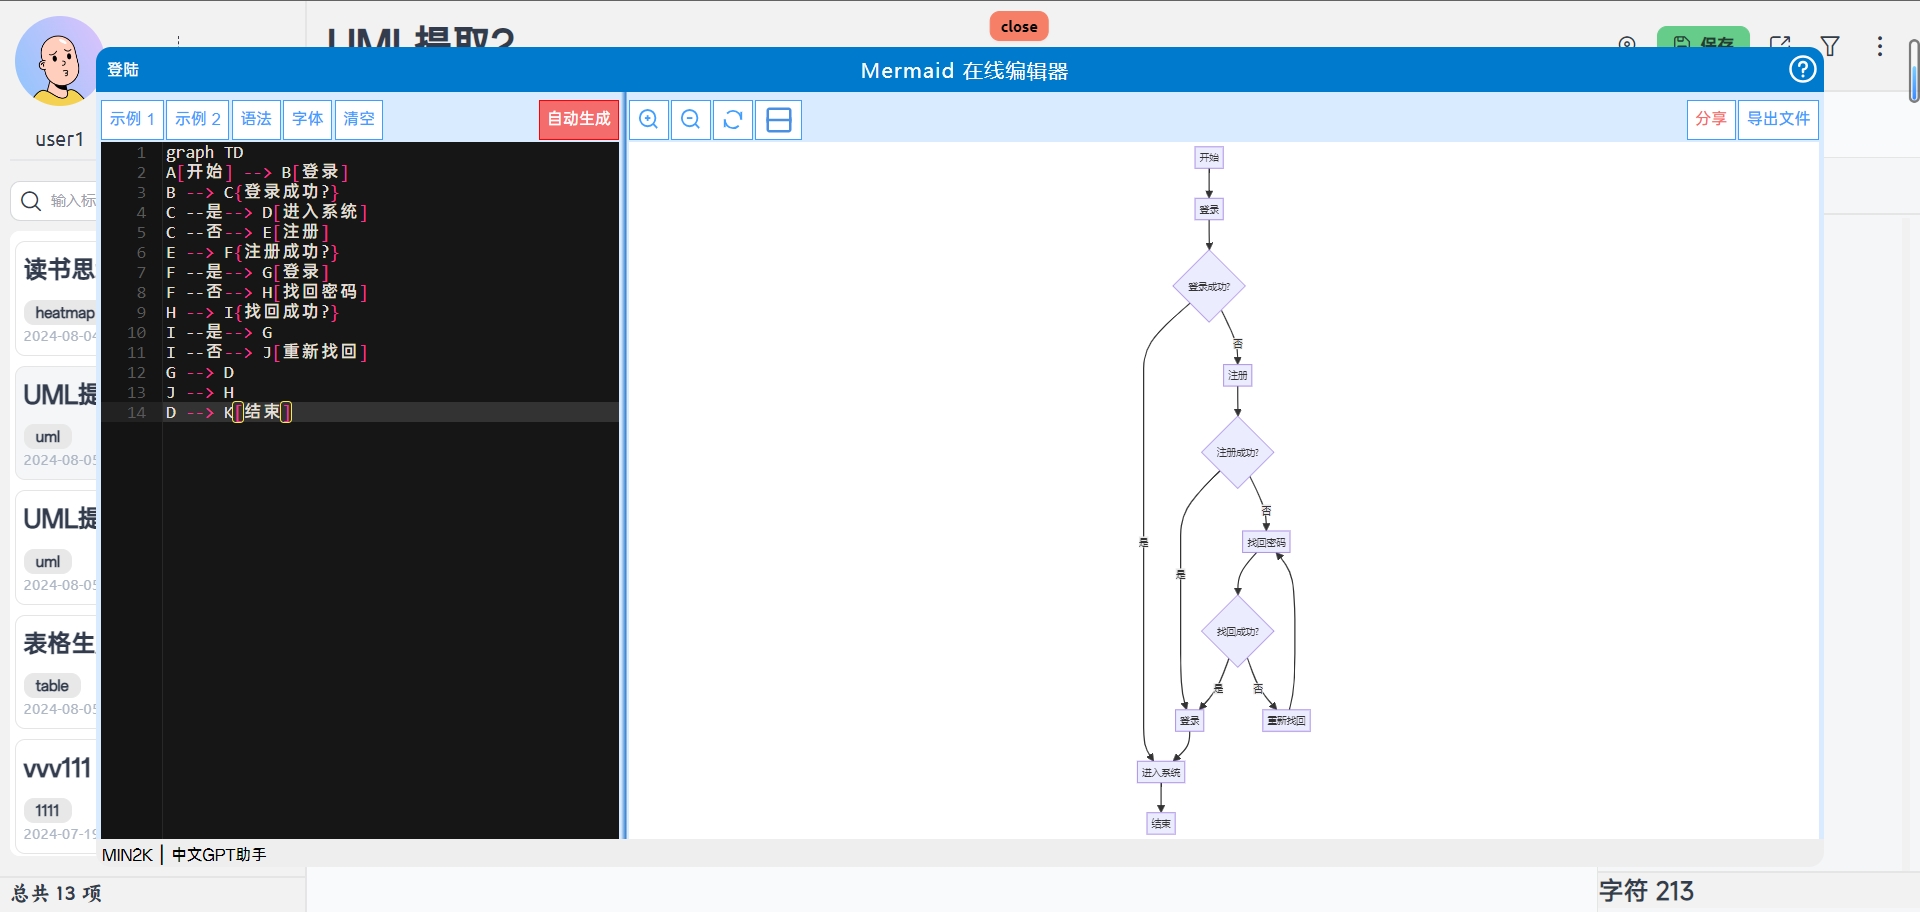 close
UML提取2
保存
user1
输入标
读书思
heatmap
2024-08-04
UML提
uml
2024-08-05
UML提
uml
2024-08-05
表格生
table
2024-08-05
vvv111
1111
2024-07-19
总共 13 项
登陆
Mermaid 在线编辑器
示例 1
示例 2
语法
字体
清空
自动生成
分享
导出文件
1 graph TD
2 A[开始] --> B[登录]
3 B --> C{登录成功?}
4 C --是--> D[进入系统]
5 C --否--> E[注册]
6 E --> F{注册成功?}
7 F --是--> G[登录]
8 F --否--> H[找回密码]
9 H --> I{找回成功?}
10 I --是--> G
11 I --否--> J[重新找回]
12 G --> D
13 J --> H
14 D --> K[结束]
开始
登录
登录成功?
否
注册
注册成功?
否
是
找回密码
是
找回成功?
是
否
登录
重新找回
进入系统
结束
MIN2K | 中文GPT助手
字符 213